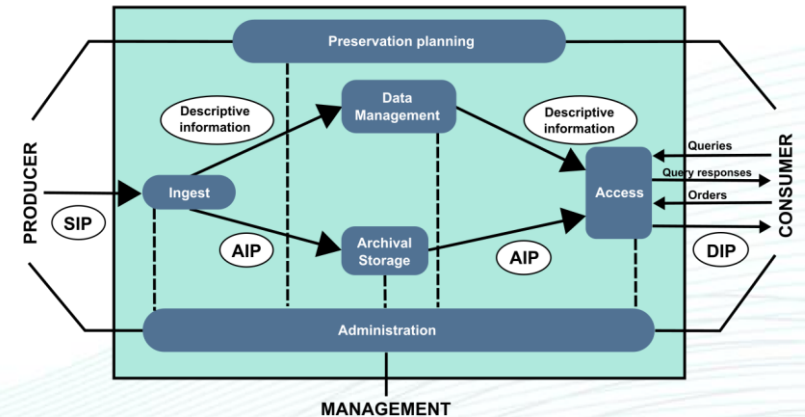 Preservation planning
Data
Management
Descriptive
information
Descriptive
information
PRODUCER
SIP
Ingest
AIP
Archival
Storage
AIP
Access
Queries
Query responses
Orders
DIP
CONSUMER
Administration
MANAGEMENT